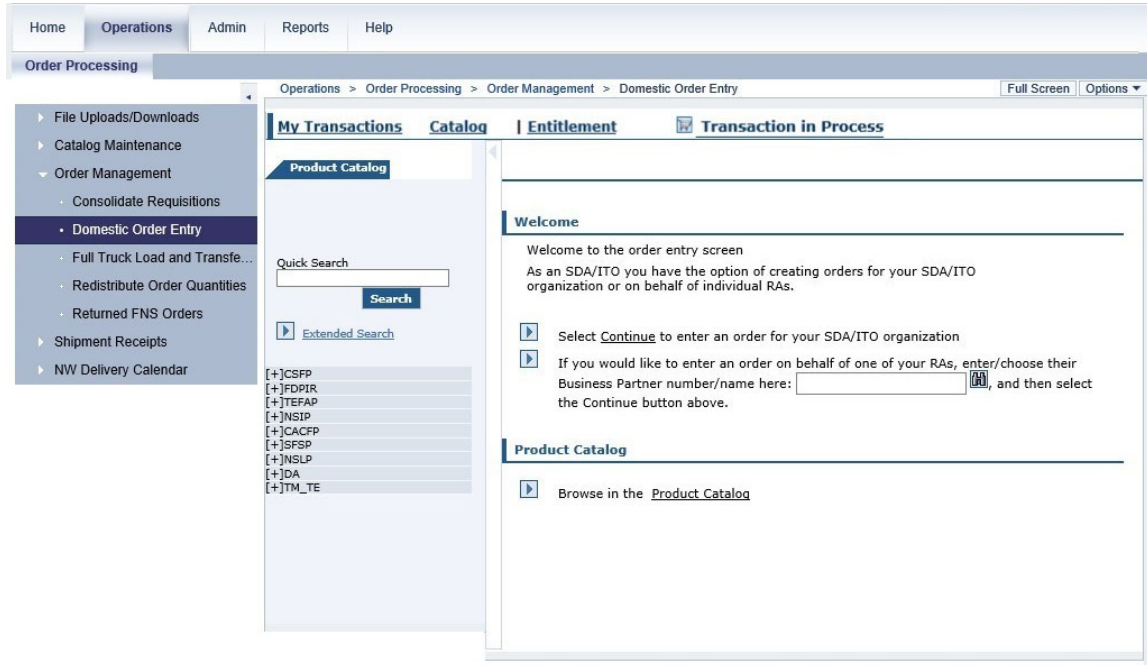 Home Operations Admin Reports Help
Order Processing
Operations > Order Processing > Order Management > Domestic Order Entry Full Screen Options
File Uploads/Downloads
Catalog Maintenance
Order Management
Consolidate Requisitions
Domestic Order Entry
Full Truck Load and Transfe...
Redistribute Order Quantities
Returned FNS Orders
Shipment Receipts
NW Delivery Calendar
My Transactions Catalog | Entitlement Transaction in Process
Product Catalog
Quick Search
Search
Extended Search
[+]CSFP
[+]FDPIR
[+]TEFAP
[+]NSIP
[+]CACFP
[+]SFSP
[+]NSLP
[+]DA
[+]TM_TE
Welcome
Welcome to the order entry screen
As an SDA/ITO you have the option of creating orders for your SDA/ITO
organization or on behalf of individual RAs.
Select Continue to enter an order for your SDA/ITO organization
If you would like to enter an order on behalf of one of your RAs, enter/choose their
Business Partner number/name here: , and then select
the Continue button above.
Product Catalog
Browse in the Product Catalog